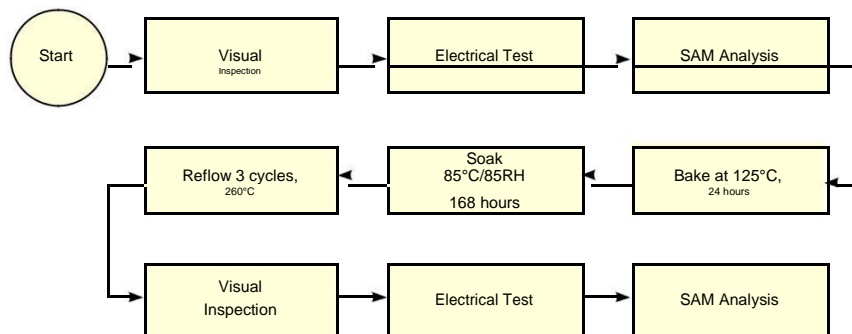 Start
Visual
Inspection
Electrical Test
SAM Analysis
Reflow 3 cycles,
260°C
Soak
85°C/85RH
168 hours
Bake at 125°C,
24 hours
Visual
Inspection
Electrical Test
SAM Analysis